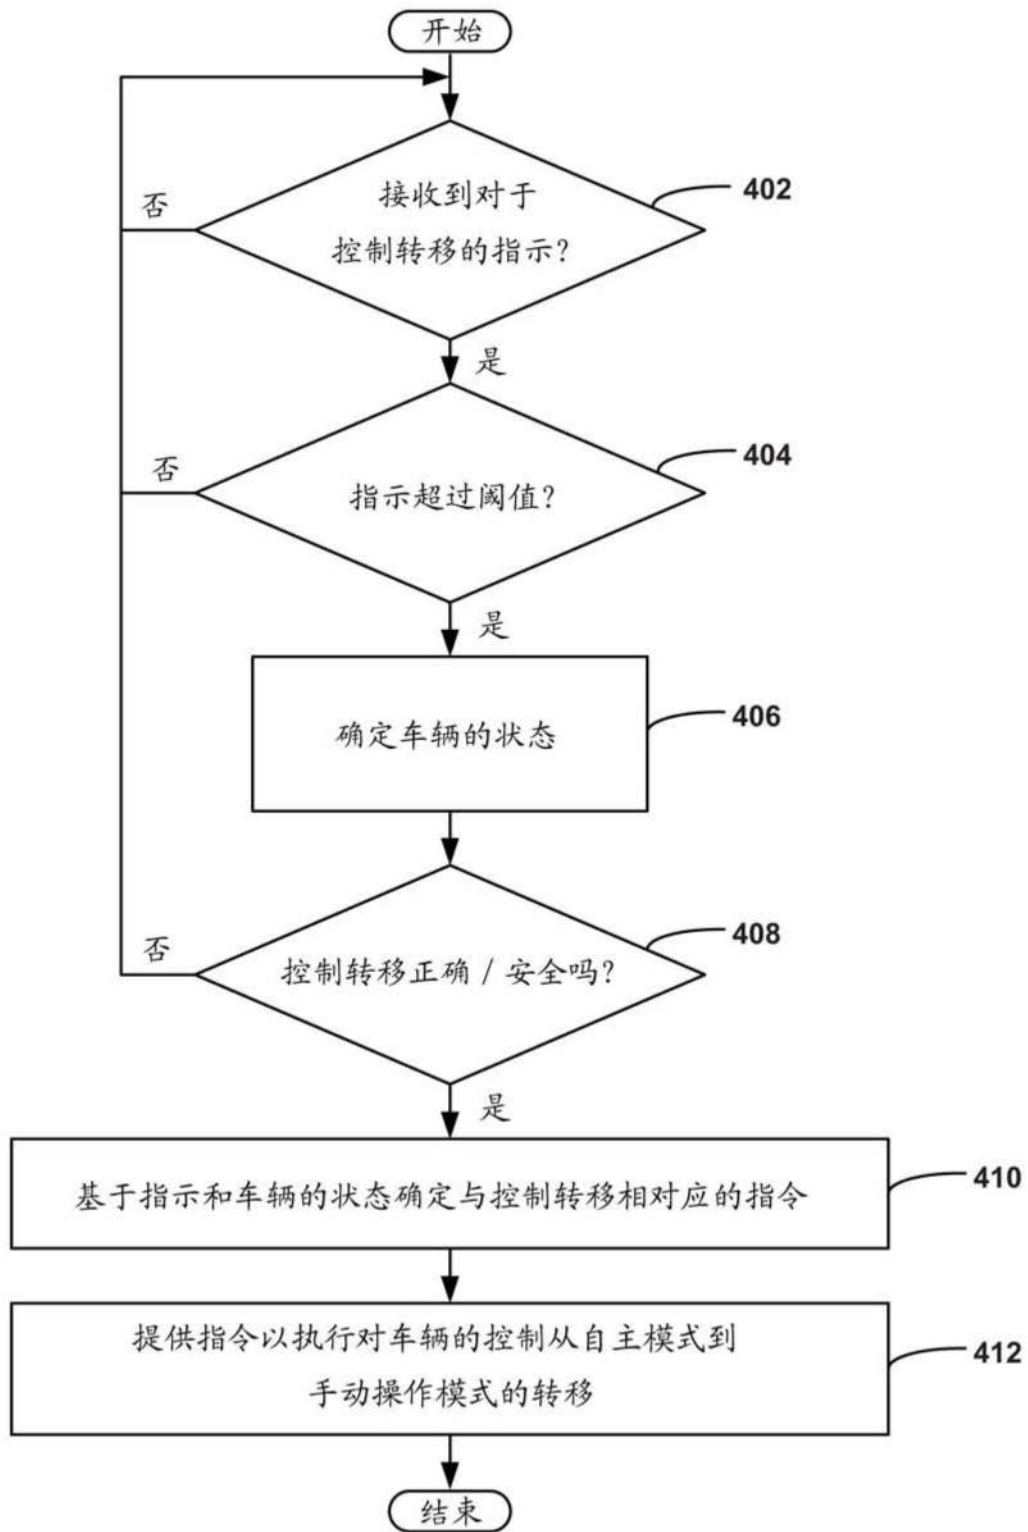 开始
接收到对于
控制转移的指示?
402
否
是
指示超过阈值?
404
否
是
确定车辆的状态
406
控制转移正确 / 安全吗?
408
否
是
基于指示和车辆的状态确定与控制转移相对应的指令
410
提供指令以执行对车辆的控制从自主模式到
手动操作模式的转移
412
结束